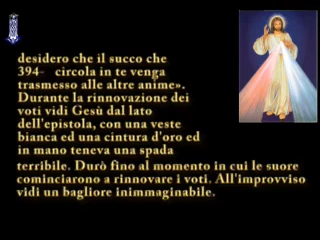 desidero che il succo che
394- circola in te venga
trasmesso alle altre anime».
Durante la rinnovazione dei
voti vidi Gesù dal lato
dell'epistola, con una veste
bianca ed una cintura d'oro ed
in mano teneva una spada
terribile. Durò fino al momento in cui le suore
cominciarono a rinnovare i voti. All'improvviso
vidi un bagliore inimmaginabile.